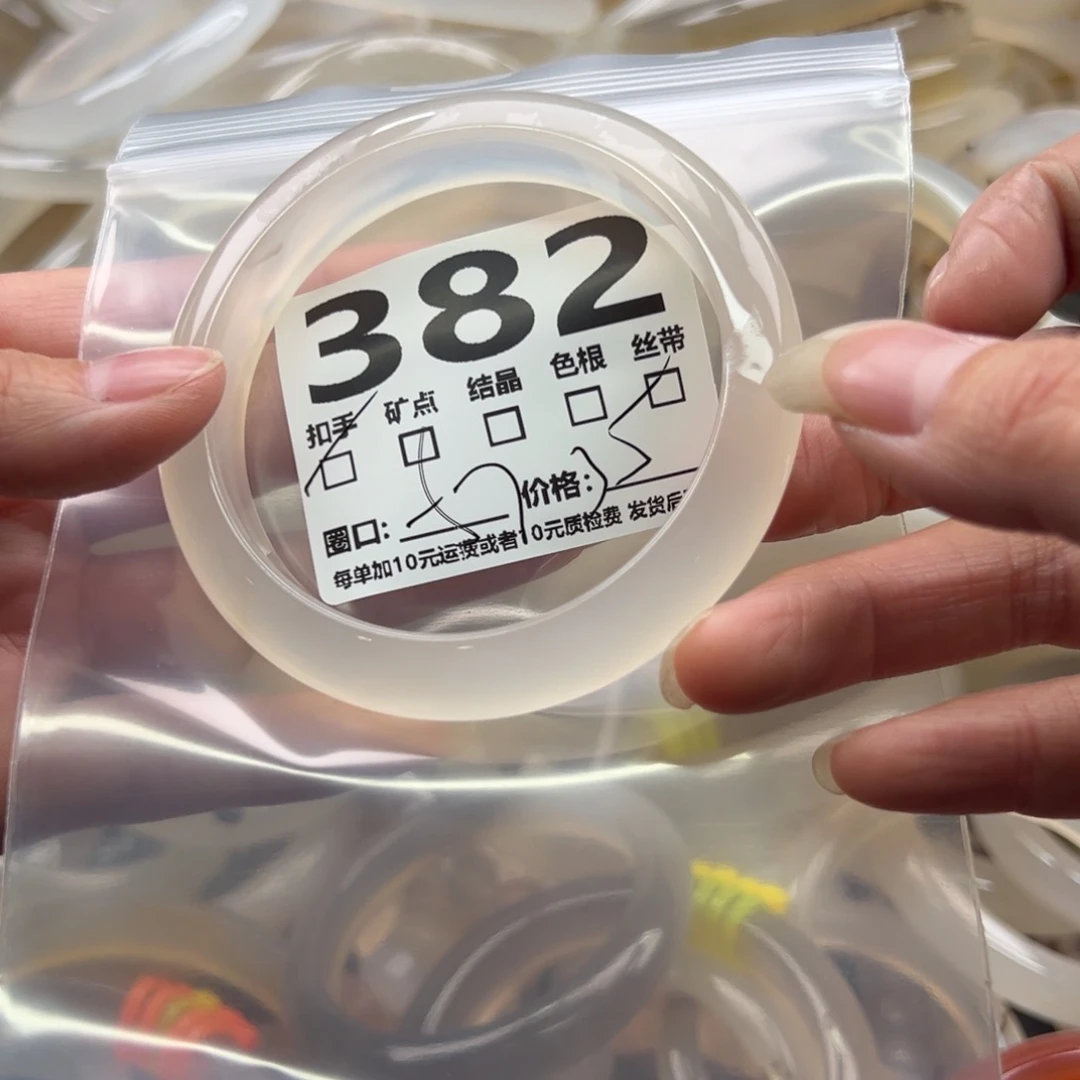 382
扣手 矿点 结晶 色根 丝带
圈口: 价格:
每单加10元运费或者10元质检费 发货后